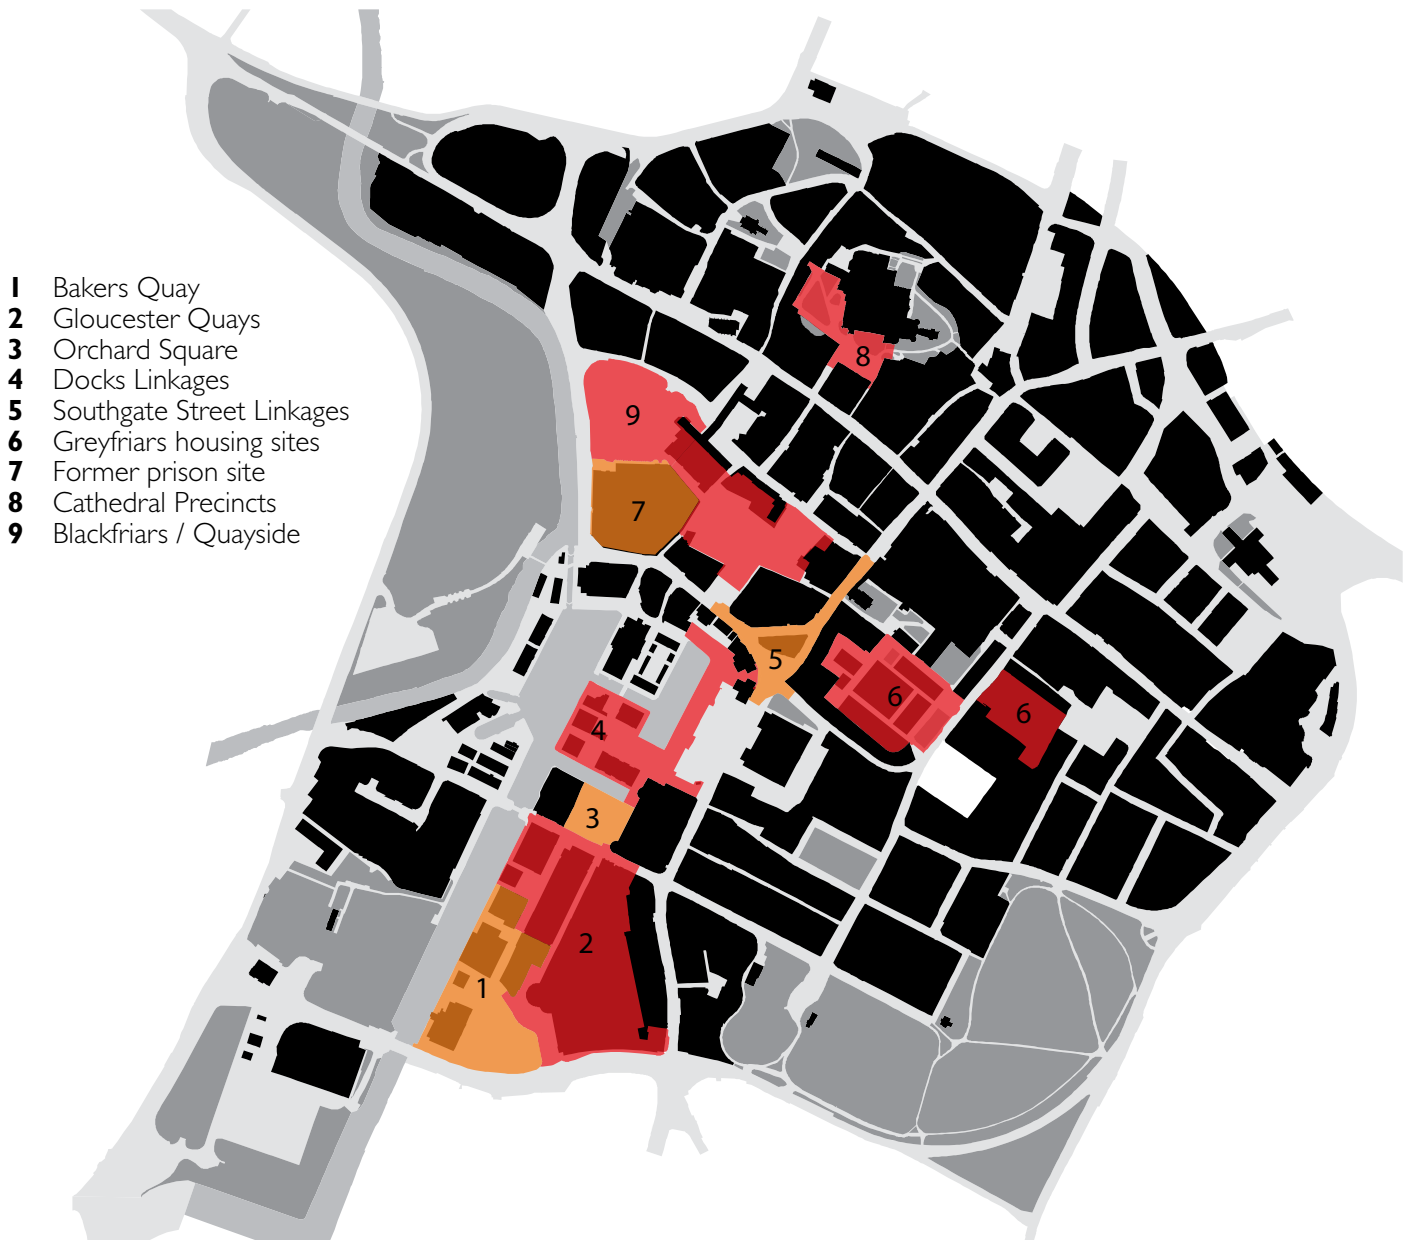 1 Bakers Quay
2 Gloucester Quays
3 Orchard Square
4 Docks Linkages
5 Southgate Street Linkages
6 Greyfriars housing sites
7 Former prison site
8 Cathedral Precincts
9 Blackfriars / Quayside
8
9
7
5
6
6
4
3
2
1